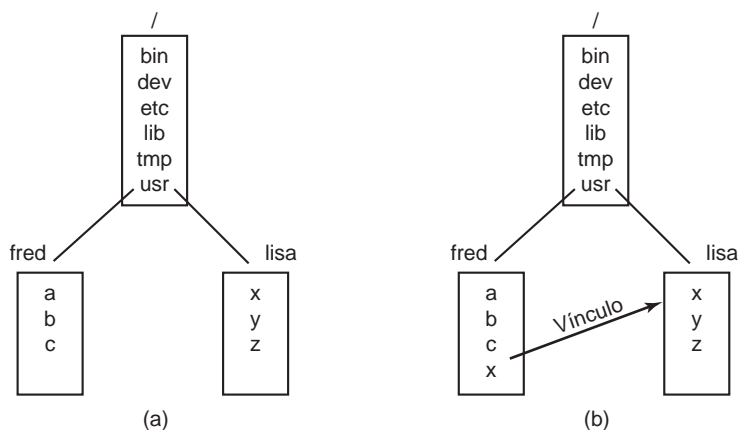 /
bin
dev
etc
lib
tmp
usr
fred
lisa
a
b
c
x
y
z
(a)
/
bin
dev
etc
lib
tmp
usr
fred
lisa
a
b
c
x
Vínculo
x
y
z
(b)